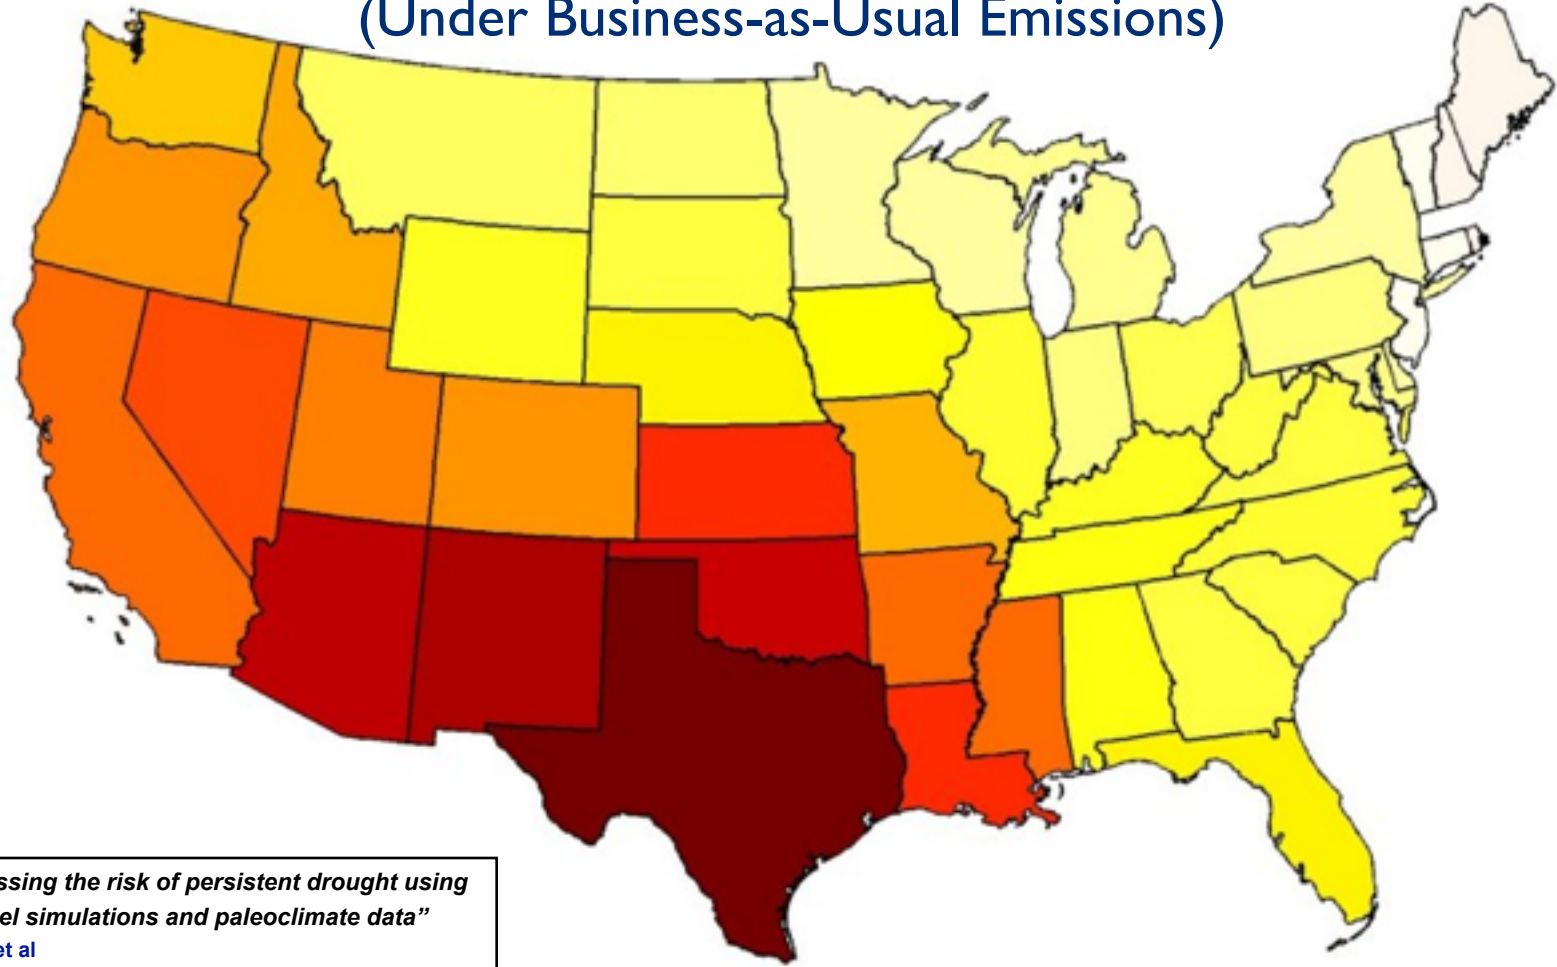 (Under Business-as-Usual Emissions)
ssing the risk of persistent drought using
el simulations and paleoclimate data”
et al